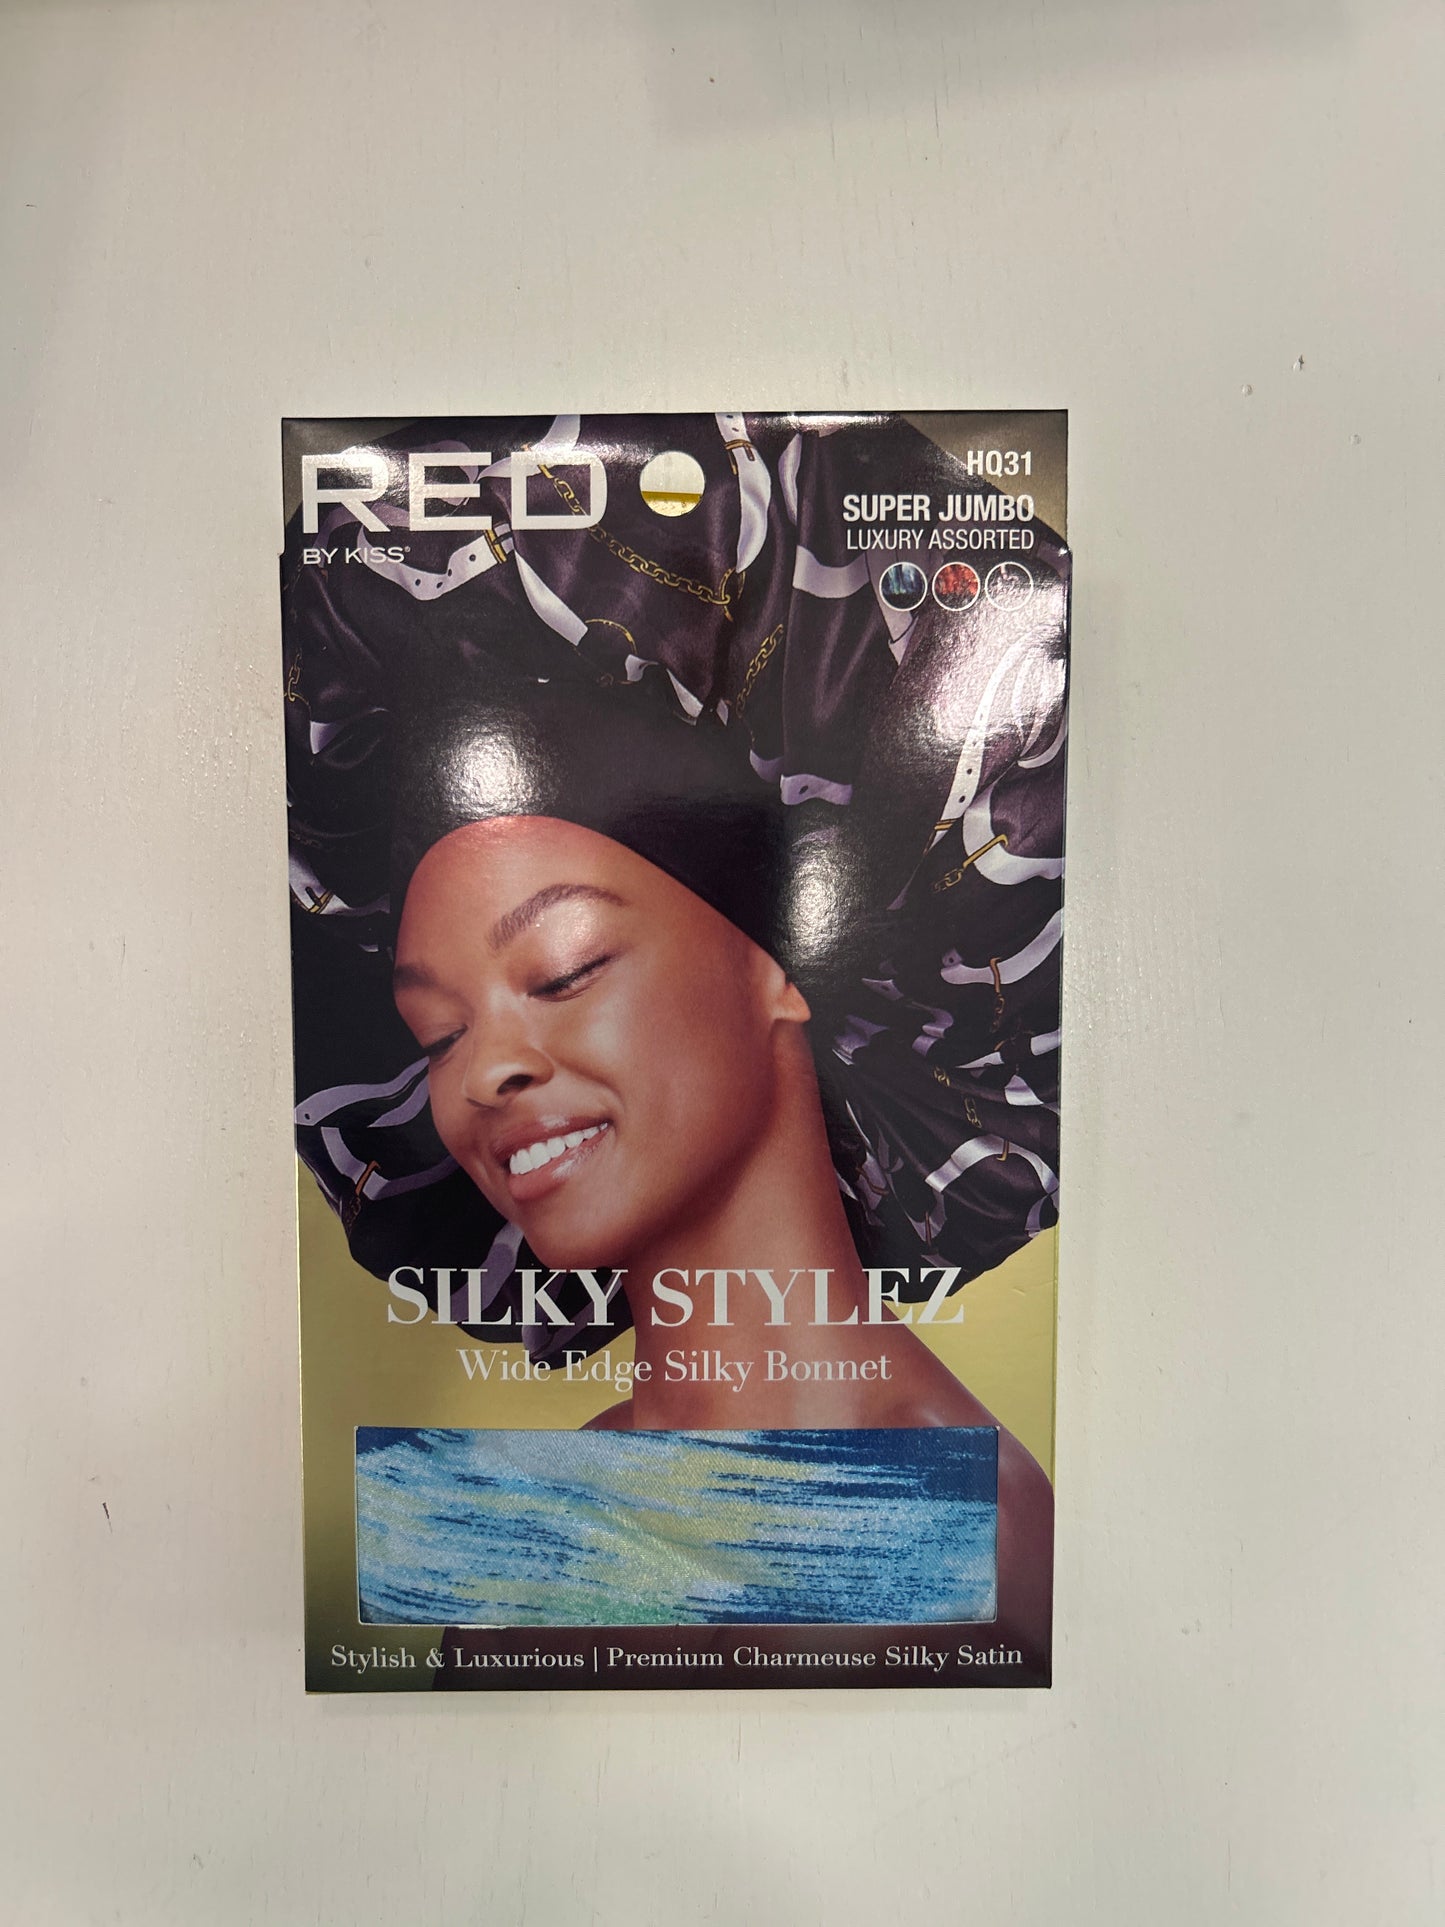 RED
BY KISS®
HQ31
SUPER JUMBO
LUXURY ASSORTED
SILKY STYLEZ
Wide Edge Silky Bonnet
Stylish & Luxurious | Premium Charmeuse Silky Satin